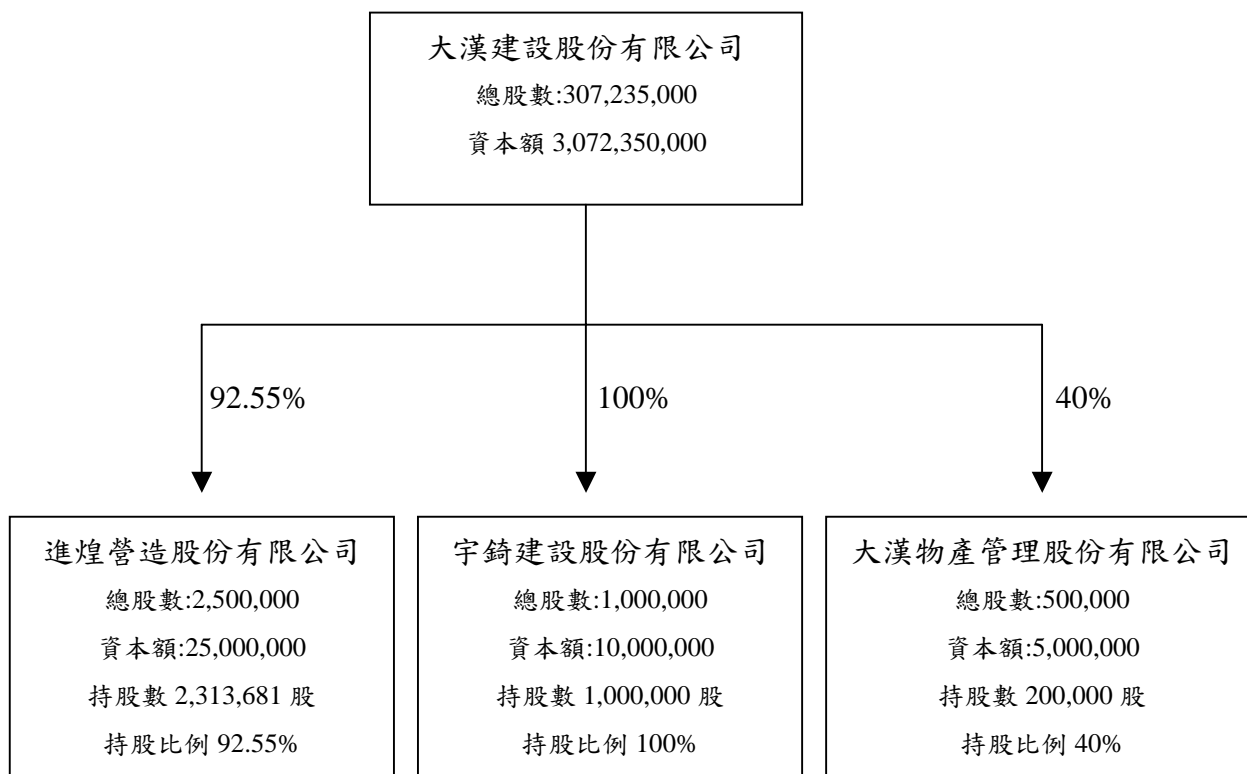 大漢建設股份有限公司
總股數:307,235,000
資本額 3,072,350,000
92.55%
100%
40%
進煌營造股份有限公司
總股數:2,500,000
資本額:25,000,000
持股數 2,313,681 股
持股比例 92.55%
宇錡建設股份有限公司
總股數:1,000,000
資本額:10,000,000
持股數 1,000,000 股
持股比例 100%
大漢物產管理股份有限公司
總股數:500,000
資本額:5,000,000
持股數 200,000 股
持股比例 40%